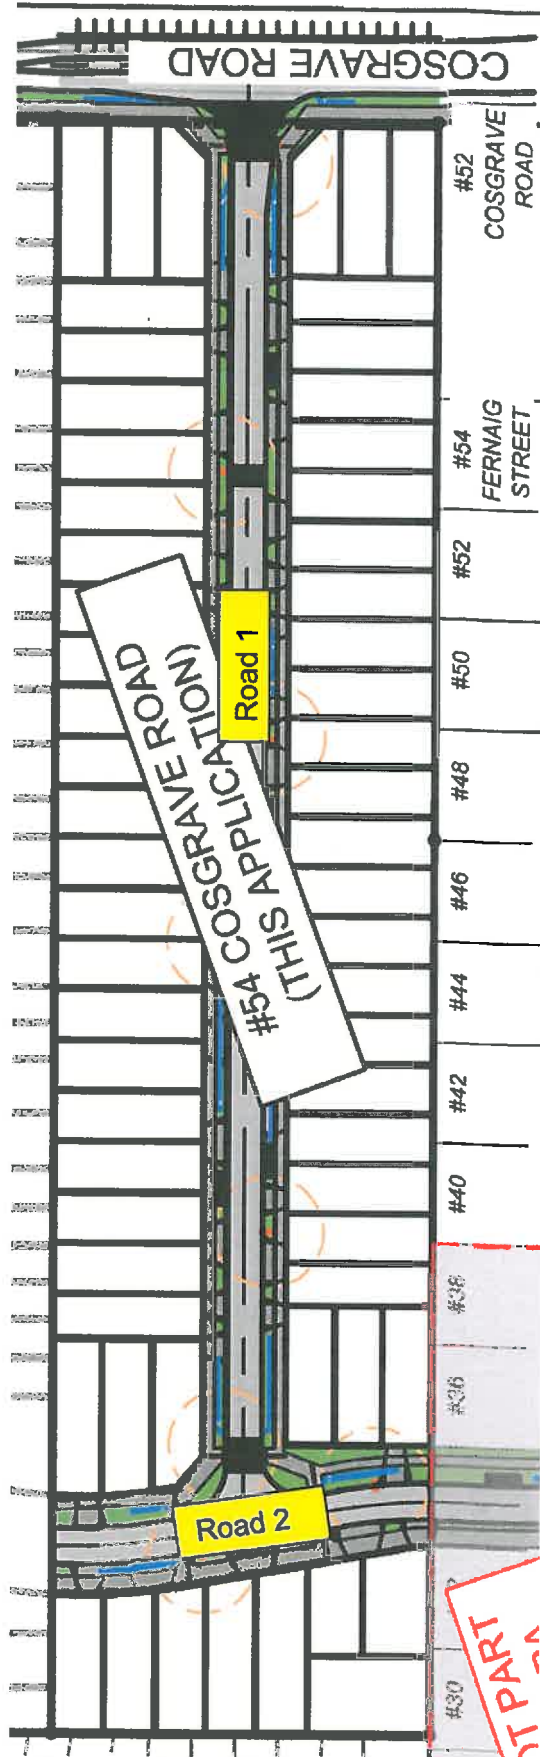 COSGRAVE ROAD
#52
COSGRAVE
ROAD
#54
FERNAIG
STREET
#52
#50
Road 1
#54 COSGRAVE ROAD
(THIS APPLICATION)
#48
#46
#44
#42
#40
#38
#36
Road 2
#30
PART